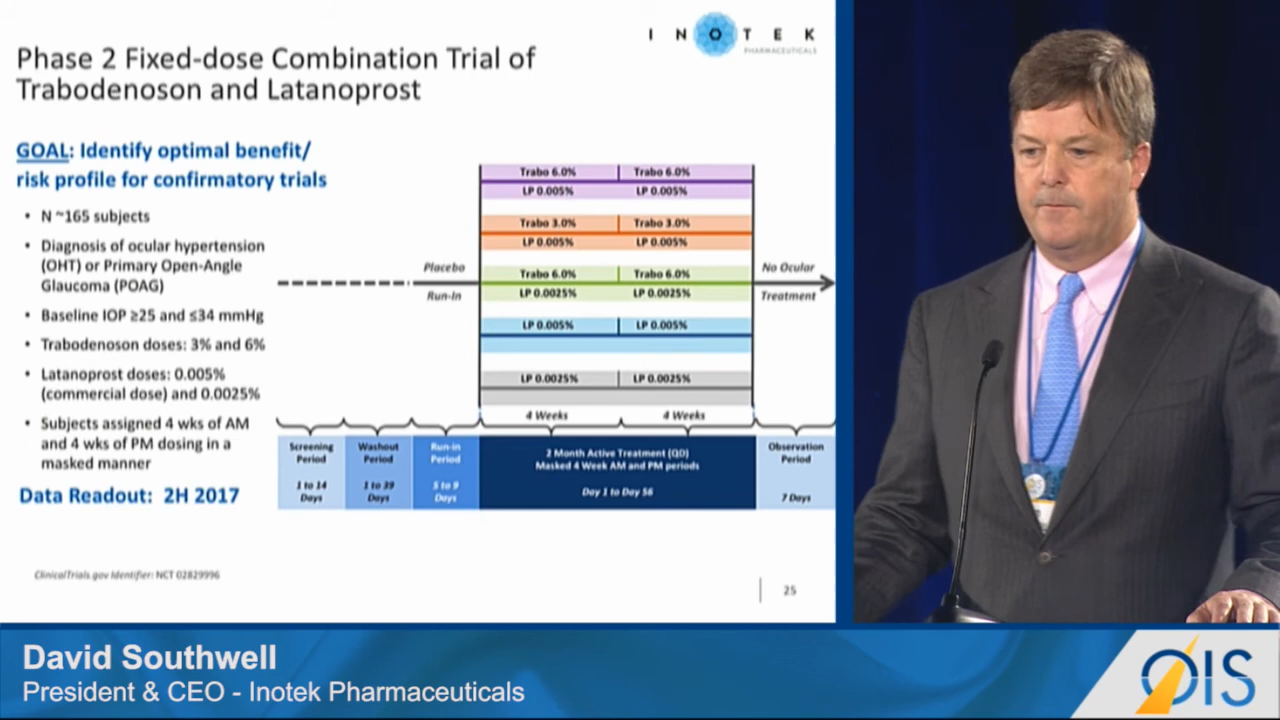 INOTEK
PHARMACEUTICALS
Phase 2 Fixed-dose Combination Trial of
Trabodenoson and Latanoprost
GOAL: Identify optimal benefit/
risk profile for confirmatory trials
• N ~165 subjects
• Diagnosis of ocular hypertension
(OHT) or Primary Open-Angle
Glaucoma (POAG)
• Baseline IOP ≥25 and ≤34 mmHg
• Trabodenoson doses: 3% and 6%
• Latanoprost doses: 0.005%
(commercial dose) and 0.0025%
• Subjects assigned 4 wks of AM
and 4 wks of PM dosing in a
masked manner
Data Readout: 2H 2017
Trabo 6.0% Trabo 6.0%
LP 0.005% LP 0.005%
Trabo 3.0% Trabo 3.0%
LP 0.005% LP 0.005%
Placebo
Run-In
Trabo 6.0% Trabo 6.0%
LP 0.0025% LP 0.0025%
No Ocular
Treatment
LP 0.005% LP 0.005%
LP 0.0025% LP 0.0025%
4 Weeks 4 Weeks
Screening
Period
1 to 14
Days
Washout
Period
1 to 39
Days
Run-in
Period
5 to 9
Days
2 Month Active Treatment (QD)
Masked 4 Week AM and PM periods
Day 1 to Day 56
Observation
Period
7 Days
ClinicalTrials.gov Identifier: NCT 02829996
25
David Southwell
President & CEO - Inotek Pharmaceuticals
OIS